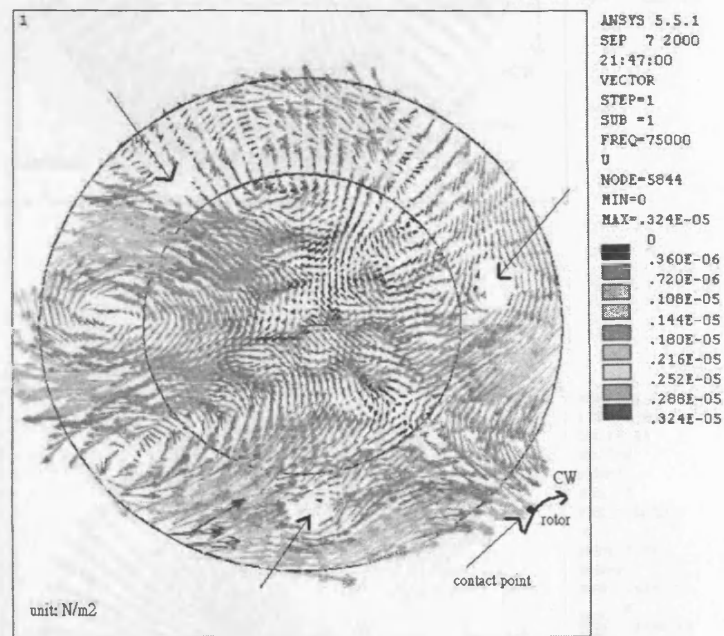 1
ANSYS 5.5.1
SEP 7 2000
21:47:00
VECTOR
STEP=1
SUB =1
FREQ=75000
U
NODE=5844
MIN=0
MAX=.324E-05
0
.360E-06
.720E-06
.108E-05
.144E-05
.180E-05
.216E-05
.252E-05
.288E-05
.324E-05
CW
rotor
contact point
unit: N/m2